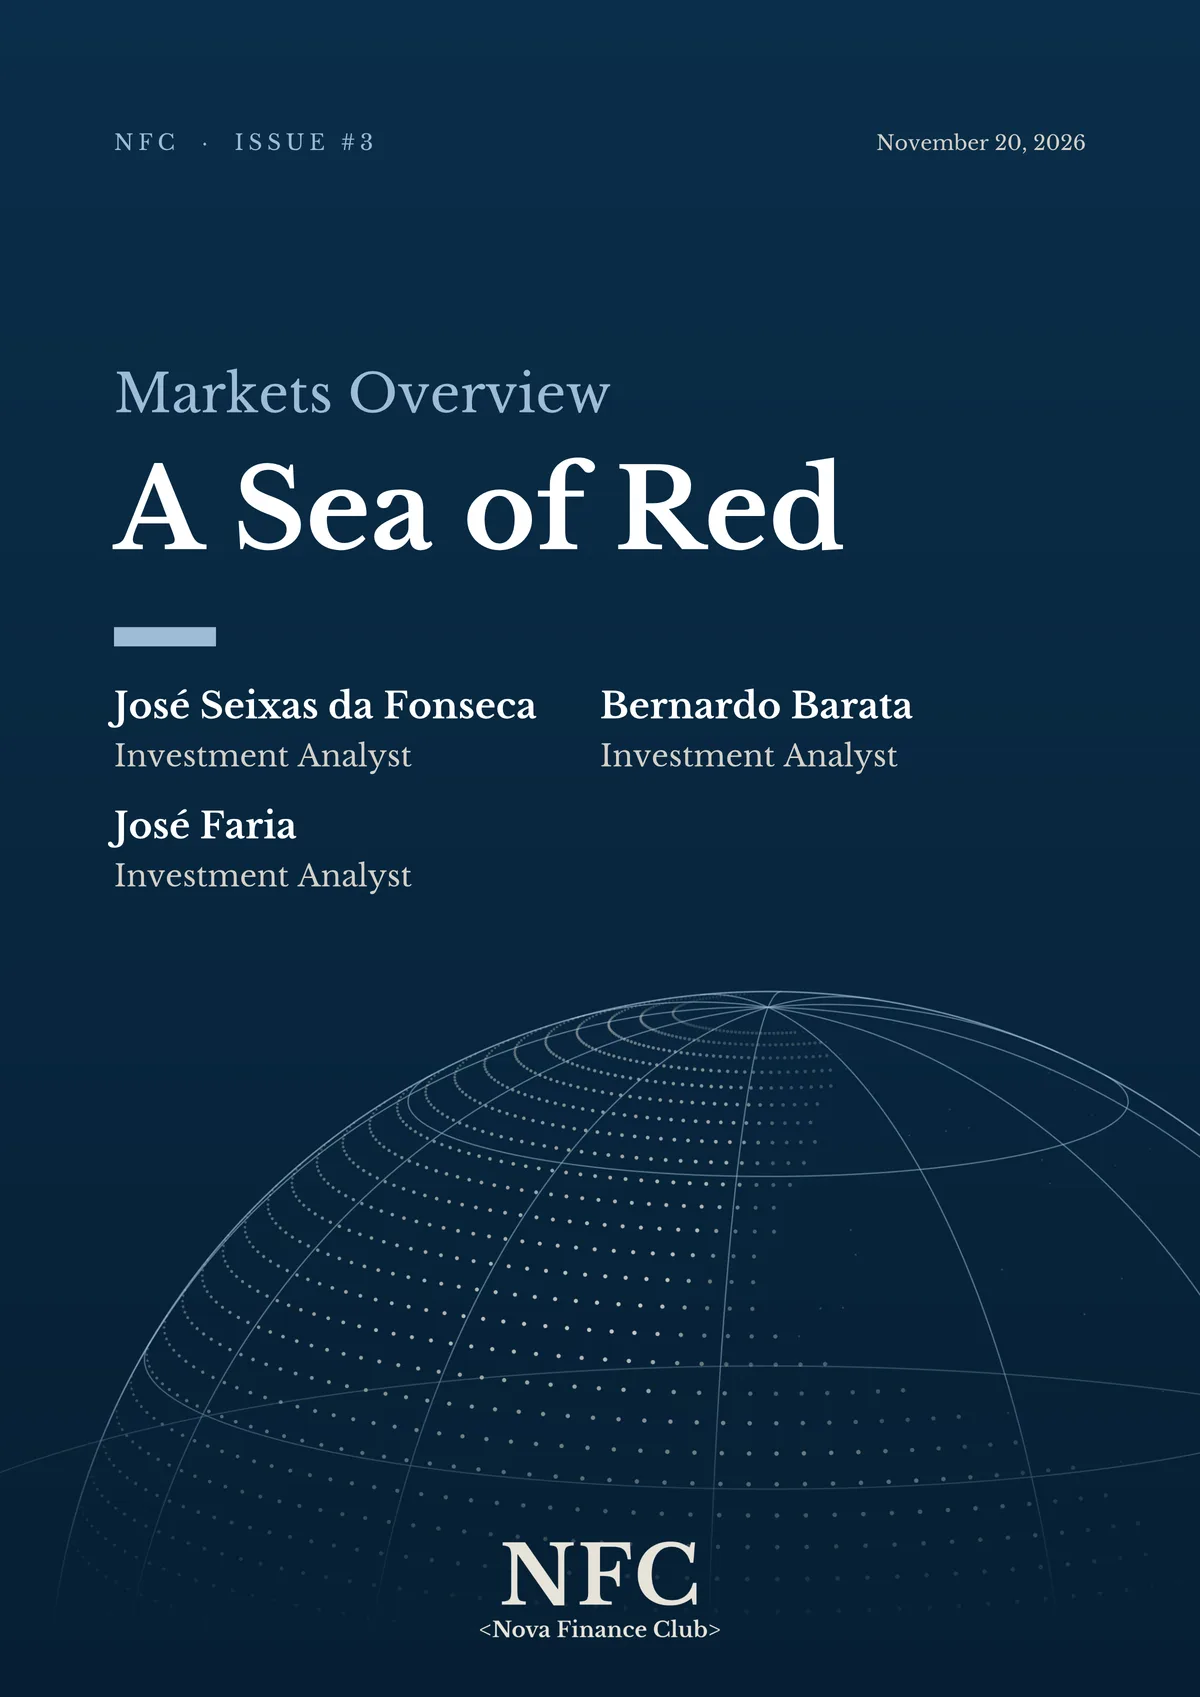 NFC · ISSUE #3
November 20, 2026
Markets Overview
A Sea of Red
José Seixas da Fonseca
Investment Analyst
Bernardo Barata
Investment Analyst
José Faria
Investment Analyst
NFC
<Nova Finance Club>